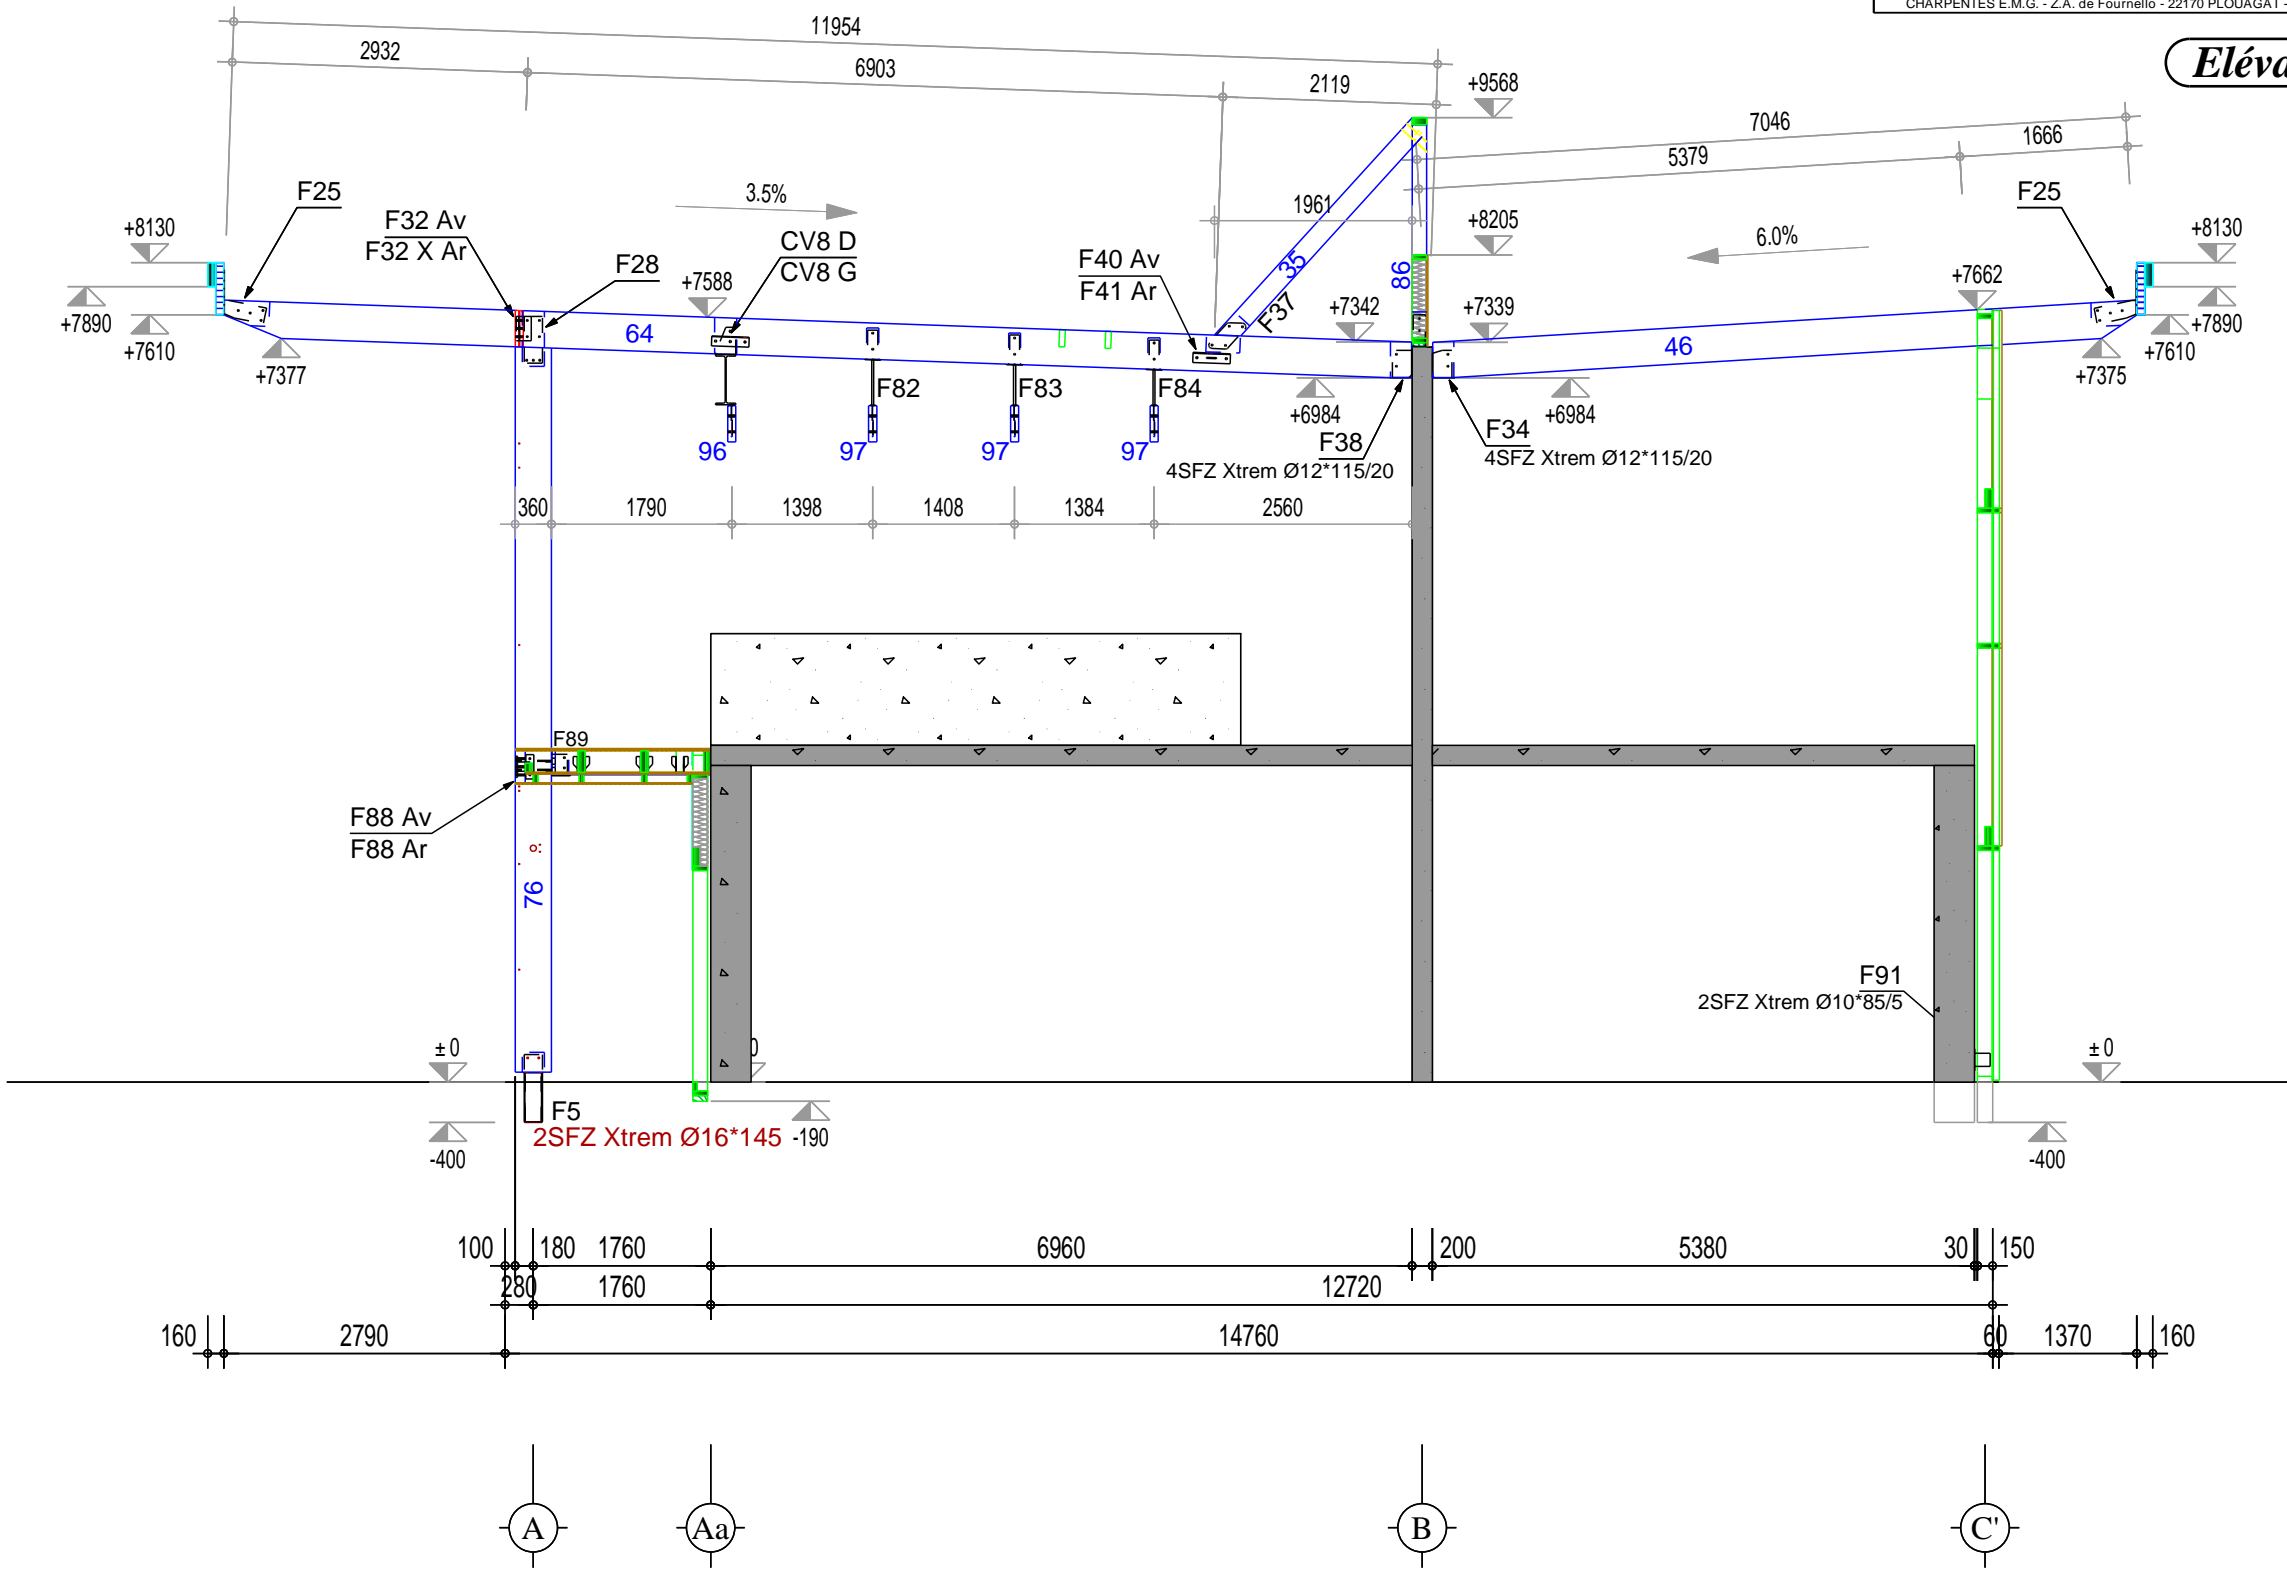 CHARPENTES E.M.G. - Z.A. de Fournello - 22170 PLOUAGAT -
Eléva
11954
2932
6903
2119
+9568
7046
5379
1666
F25
3.5%
1961
F25
+8130
F32 Av
F32 X Ar
CV8 D
CV8 G
+8205
6.0%
+8130
F28
+7588
F40 Av
F41 Ar
35
86
+7662
+7890
F37
+7342
+7339
+7890
+7610
64
46
+7610
+7377
+7375
F82
F83
F84
+6984
+6984
96
97
97
97
F38
4SFZ Xtrem Ø12*115/20
F34
4SFZ Xtrem Ø12*115/20
360
1790
1398
1408
1384
2560
F89
F88 Av
F88 Ar
76
F91
2SFZ Xtrem Ø10*85/5
± 0
0
± 0
F5
2SFZ Xtrem Ø16*145
-190
-400
-400
100
180
1760
6960
200
5380
30
150
280
1760
12720
160
2790
14760
60
1370
160
A
Aa
B
C'